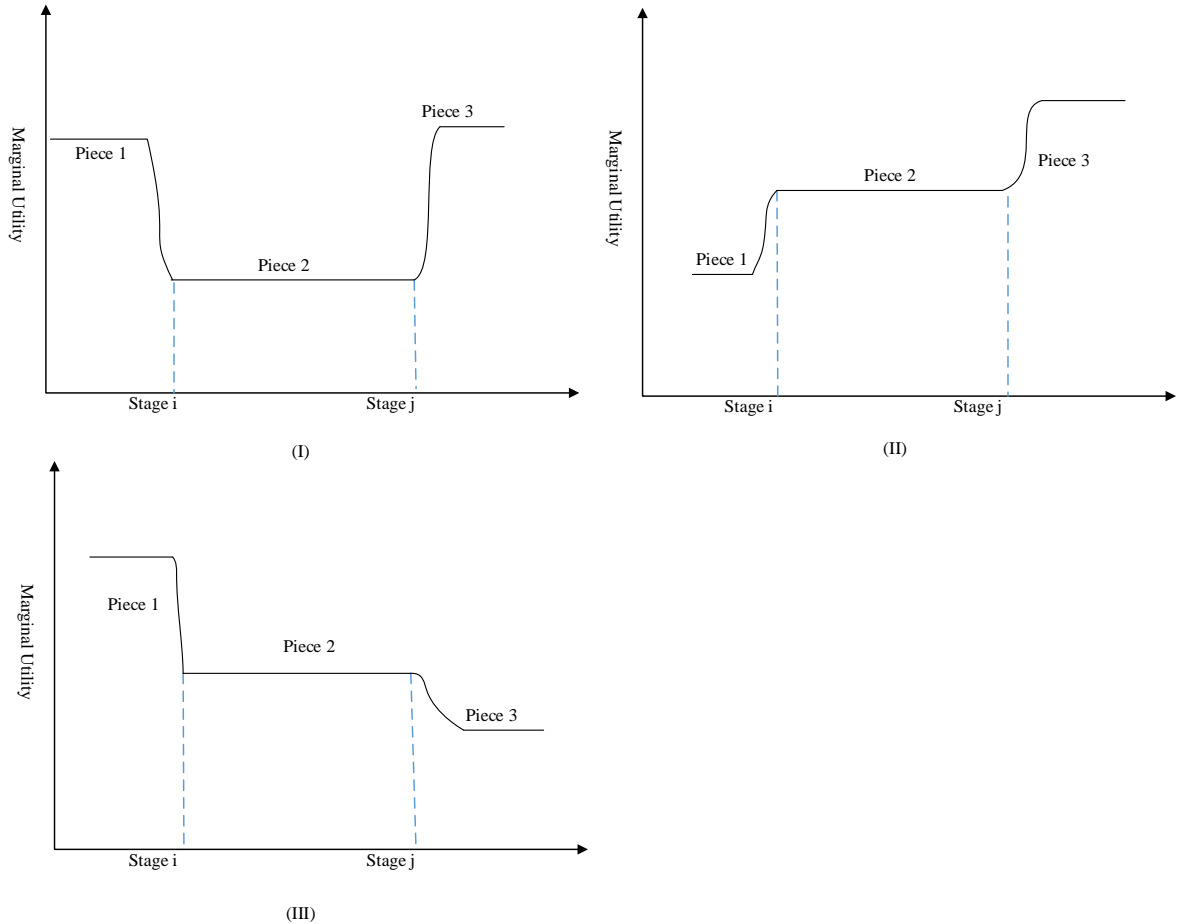 Marginal Utility
Piece 1
Piece 2
Piece 3
Stage i
Stage j
(I)
Marginal Utility
Piece 1
Piece 2
Piece 3
Stage i
Stage j
(II)
Marginal Utility
Piece 1
Piece 2
Piece 3
Stage i
Stage j
(III)